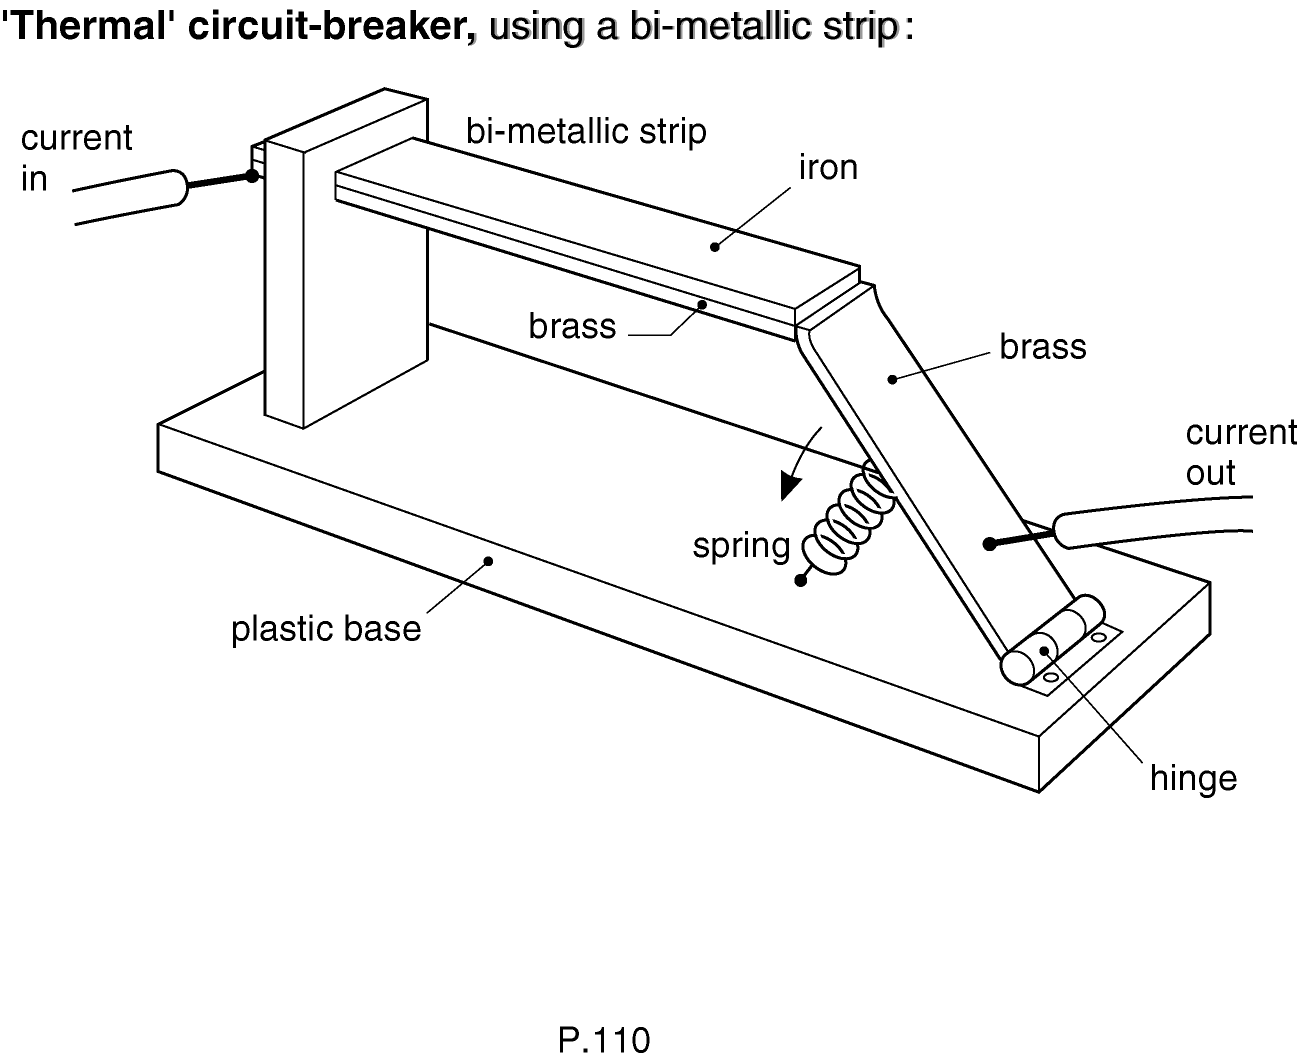 'Thermal' circuit-breaker, using a bi-metallic strip:
current
in
bi-metallic strip
iron
brass
brass
current
out
spring
plastic base
hinge
P.110